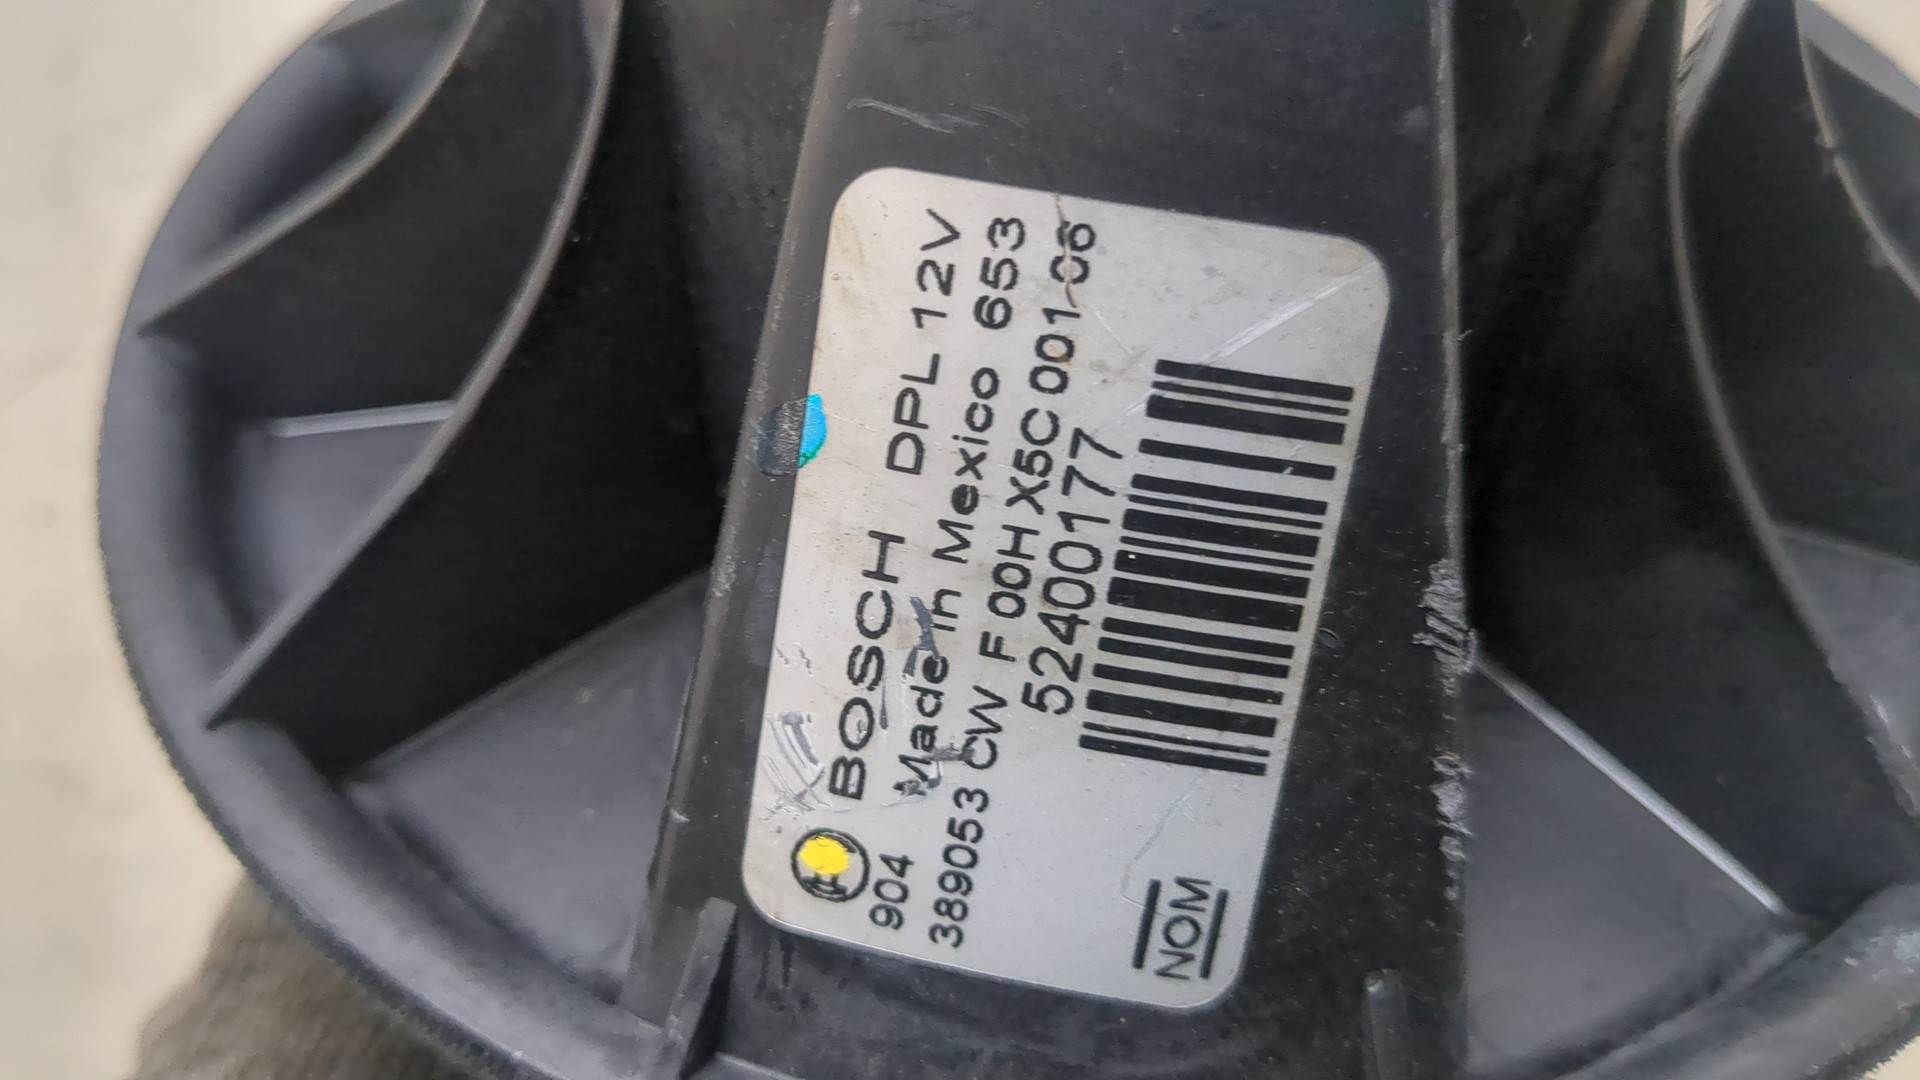 BOSCH DPL 12V
904 Made in Mexico 653
389053 CW F 00H X5C 001-06
52400177
NOM